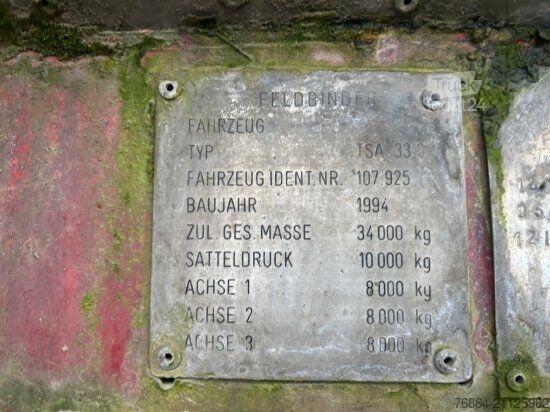 FELDBINDER
FAHRZEUG
TYP TSA 33.
FAHRZEUG IDENT. NR. 107.925
BAUJAHR 1994
ZUL GES. MASSE 34 000 kg
SATTELDRUCK 10 000 kg
ACHSE 1 8 000 kg
ACHSE 2 8 000 kg
ACHSE 3 8 000 kg